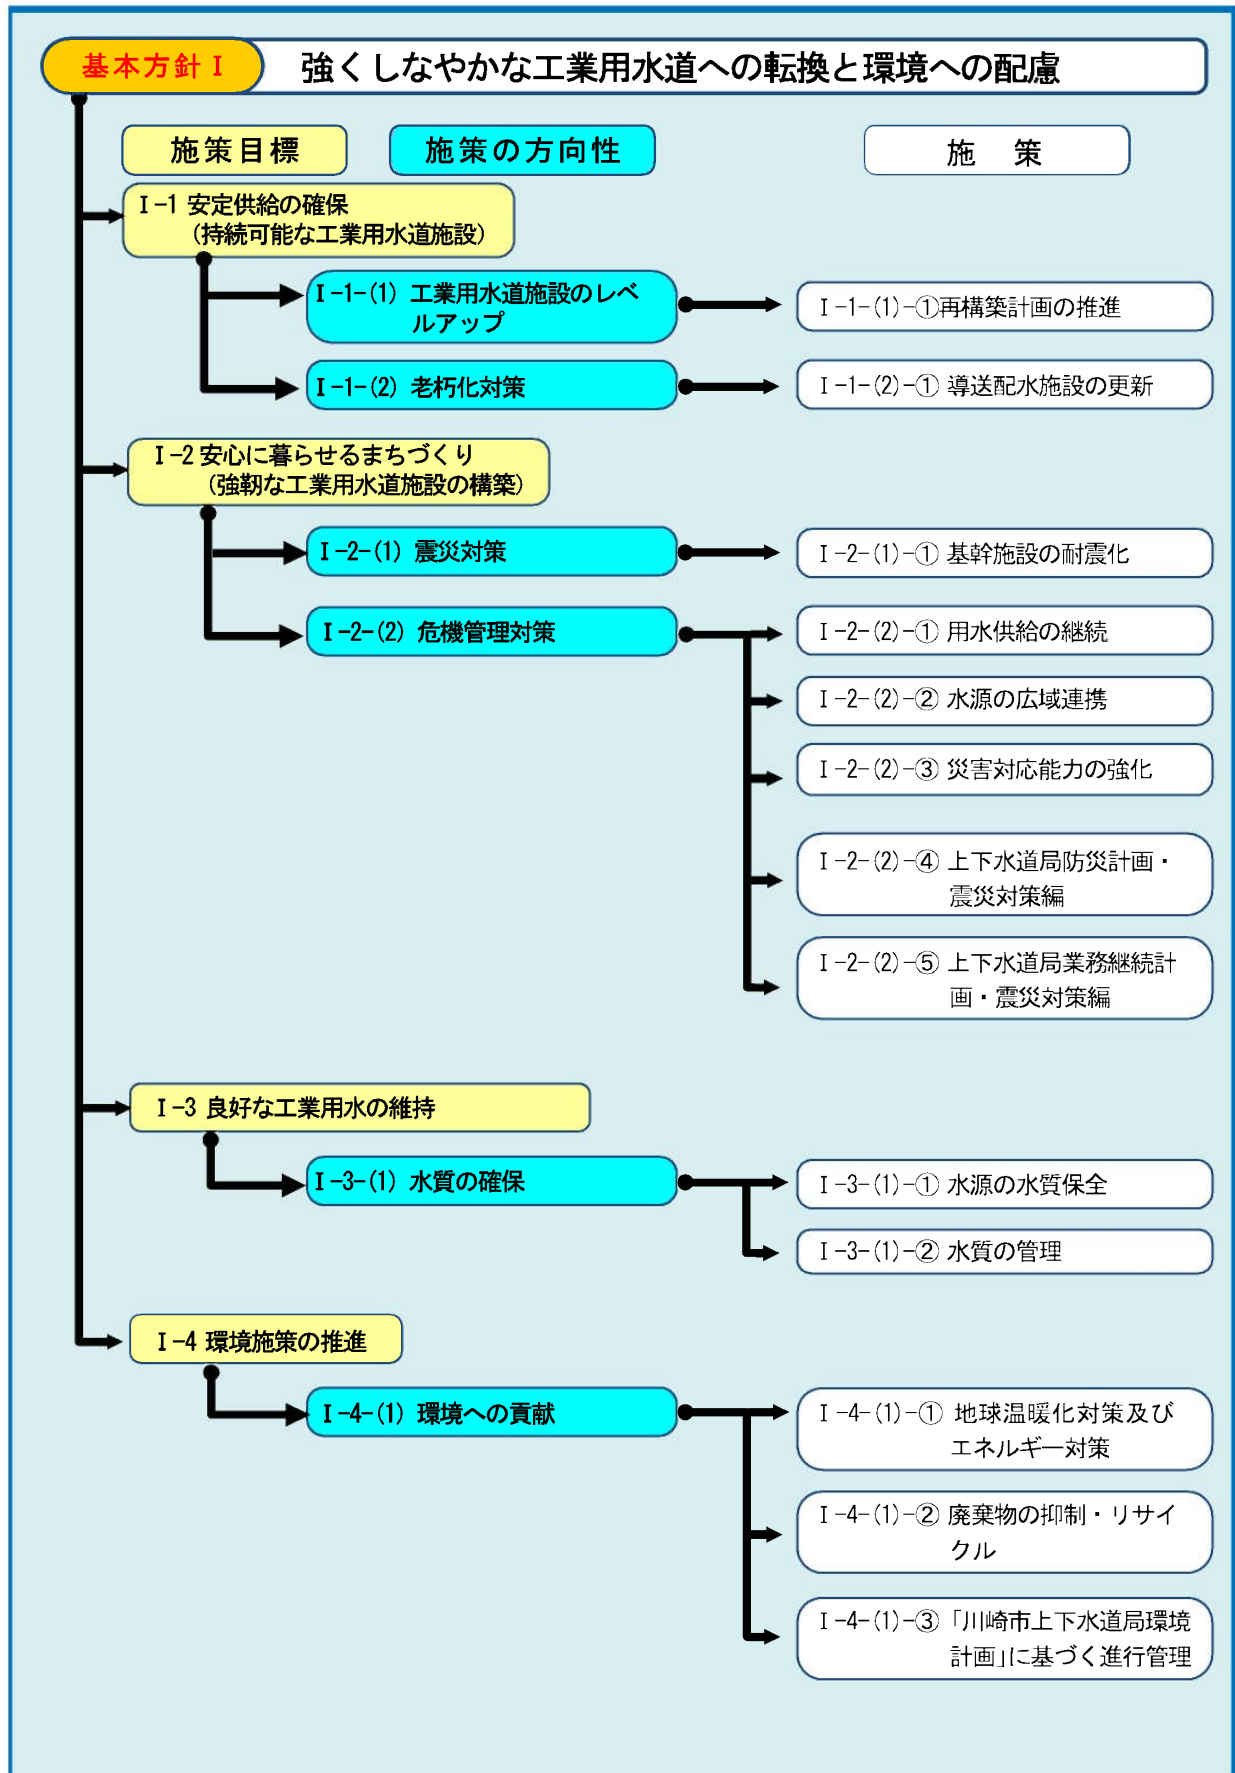 基本方針Ⅰ
強くしなやかな工業用水道への転換と環境への配慮
施策目標
施策の方向性
施 策
Ⅰ-1 安定供給の確保
(持続可能な工業用水道施設)
Ⅰ-1-(1) 工業用水道施設のレベ
ルアップ
Ⅰ-1-(1)-①再構築計画の推進
Ⅰ-1-(2) 老朽化対策
Ⅰ-1-(2)-① 導送配水施設の更新
Ⅰ-2 安心に暮らせるまちづくり
(強靭な工業用水道施設の構築)
Ⅰ-2-(1) 震災対策
Ⅰ-2-(1)-① 基幹施設の耐震化
Ⅰ-2-(2) 危機管理対策
Ⅰ-2-(2)-① 用水供給の継続
Ⅰ-2-(2)-② 水源の広域連携
Ⅰ-2-(2)-③ 災害対応能力の強化
Ⅰ-2-(2)-④ 上下水道局防災計画・
震災対策編
Ⅰ-2-(2)-⑤ 上下水道局業務継続計
画・震災対策編
Ⅰ-3 良好な工業用水の維持
Ⅰ-3-(1) 水質の確保
Ⅰ-3-(1)-① 水源の水質保全
Ⅰ-3-(1)-② 水質の管理
Ⅰ-4 環境施策の推進
Ⅰ-4-(1) 環境への貢献
Ⅰ-4-(1)-① 地球温暖化対策及び
エネルギー対策
Ⅰ-4-(1)-② 廃棄物の抑制・リサイ
クル
Ⅰ-4-(1)-③ 「川崎市上下水道局環境
計画」に基づく進行管理